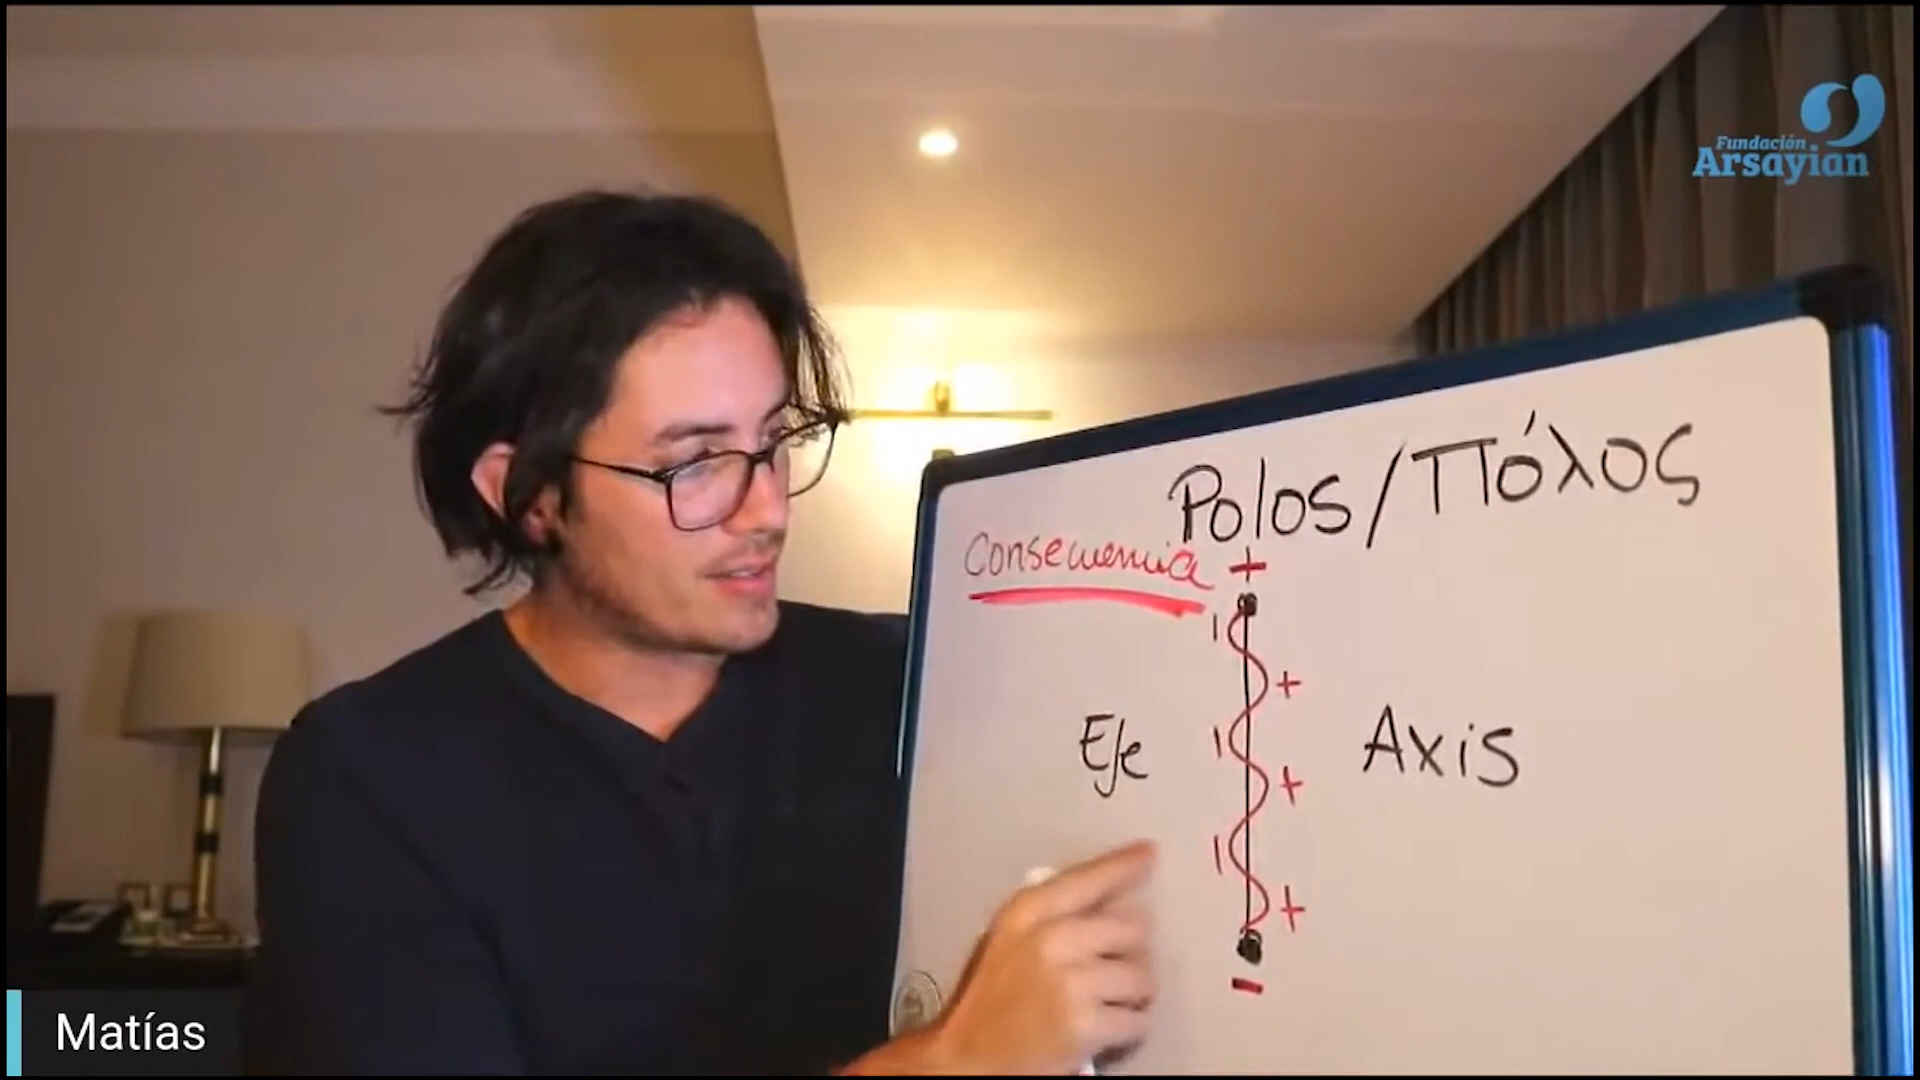 Fundación
Arsayian
Polos/Πόλος
Consecuencia +
I
+
Eje I Axis
+
I
+
-
Matías